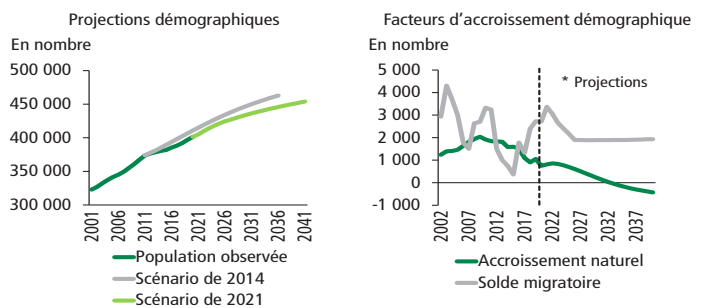 Projections démographiques
En nombre
500 000
450 000
400 000
350 000
300 000
2001
2006
2011
2016
2021
2026
2031
2036
2041
Population observée
Scénario de 2014
Scénario de 2021
Facteurs d’accroissement démographique
En nombre
5 000
4 000
3 000
2 000
1 000
0
-1 000
* Projections
2002
2007
2012
2017
2022
2027
2032
2037
Accroissement naturel
Solde migratoire